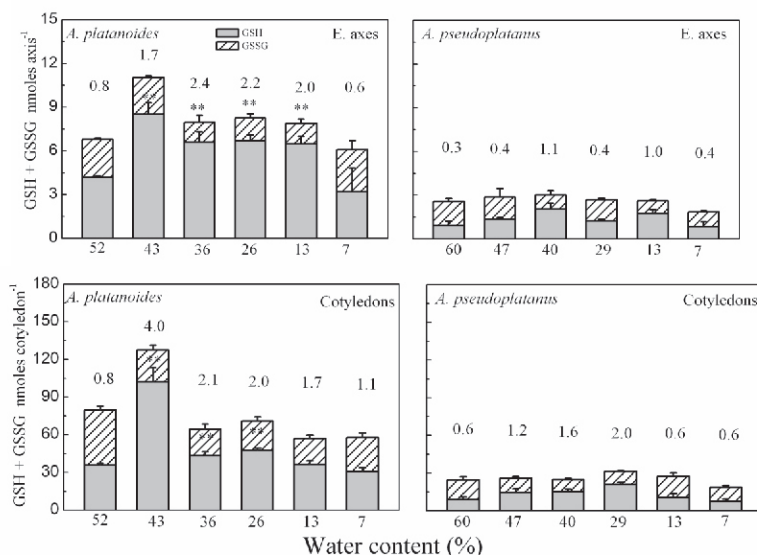 A. platanoides E. axes
GSH
GSSG
GSH + GSSG nmoles axis-1
15
12
9
6
3
0
0.8 1.7 2.4 2.2 2.0 0.6
** ** ** **
52 43 36 26 13 7
A. pseudoplatanus E. axes
0.3 0.4 1.1 0.4 1.0 0.4
60 47 40 29 13 7
A. platanoides Cotyledons
GSH + GSSG nmoles cotyledon-1
180
150
120
90
60
30
0
0.8 4.0 2.1 2.0 1.7 1.1
** ** **
52 43 36 26 13 7
A. pseudoplatanus Cotyledons
0.6 1.2 1.6 2.0 0.6 0.6
60 47 40 29 13 7
Water content (%)